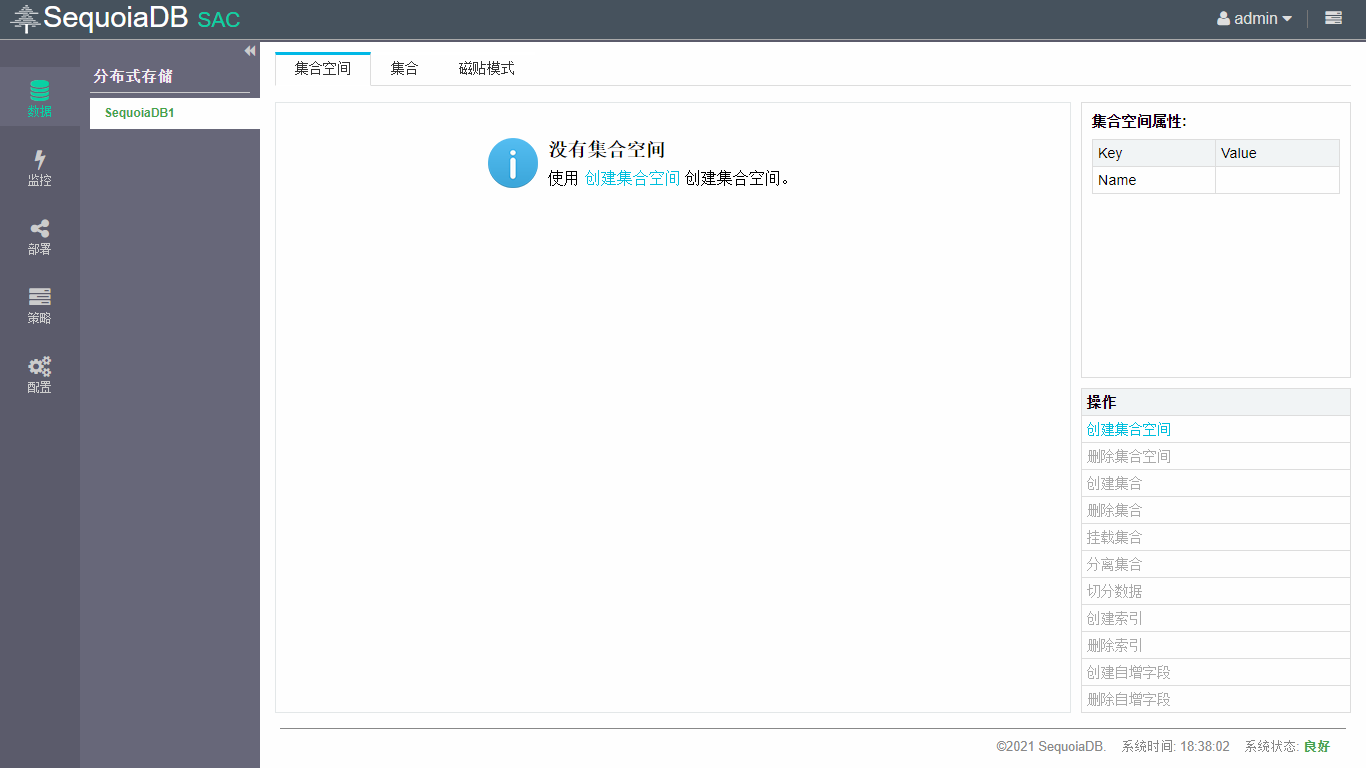 SequoiaDB SAC
admin
数据
监控
部署
策略
配置
分布式存储
SequoiaDB1
集合空间 集合 磁贴模式
没有集合空间
使用 创建集合空间 创建集合空间。
集合空间属性:
Key Value
Name
操作
创建集合空间
删除集合空间
创建集合
删除集合
挂载集合
分离集合
切分数据
创建索引
删除索引
创建自增字段
删除自增字段
©2021 SequoiaDB. 系统时间: 18:38:02 系统状态: 良好